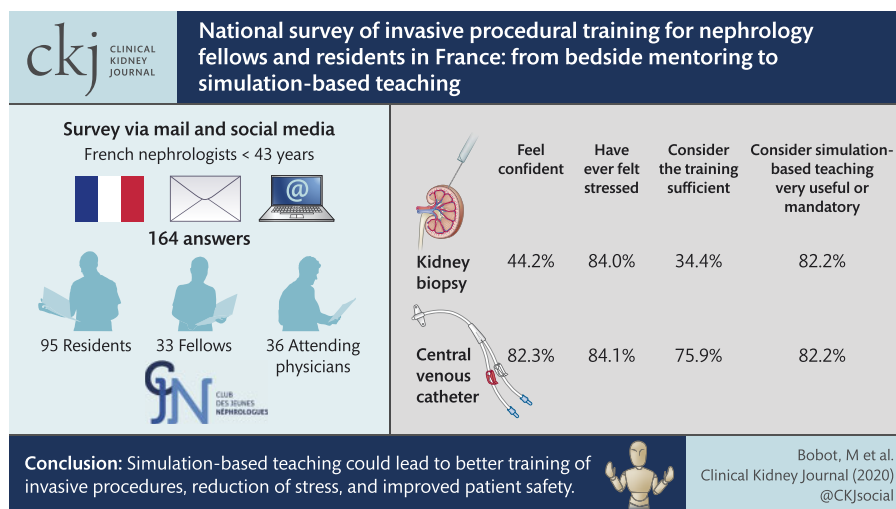 ckj
CLINICAL
KIDNEY
JOURNAL
National survey of invasive procedural training for nephrology
fellows and residents in France: from bedside mentoring to
simulation-based teaching
Survey via mail and social media
French nephrologists < 43 years
@
164 answers
95 Residents
33 Fellows
36 Attending
physicians
CJN
CLUB
DES JEUNES
NÉPHROLOGUES
Feel
confident
Have
ever felt
stressed
Consider
the training
sufficient
Consider simulation-
based teaching
very useful or
mandatory
Kidney
biopsy
44.2%
84.0%
34.4%
82.2%
Central
venous
catheter
82.3%
84.1%
75.9%
82.2%
Conclusion: Simulation-based teaching could lead to better training of
invasive procedures, reduction of stress, and improved patient safety.
Bobot, M et al.
Clinical Kidney Journal (2020)
@CKJsocial